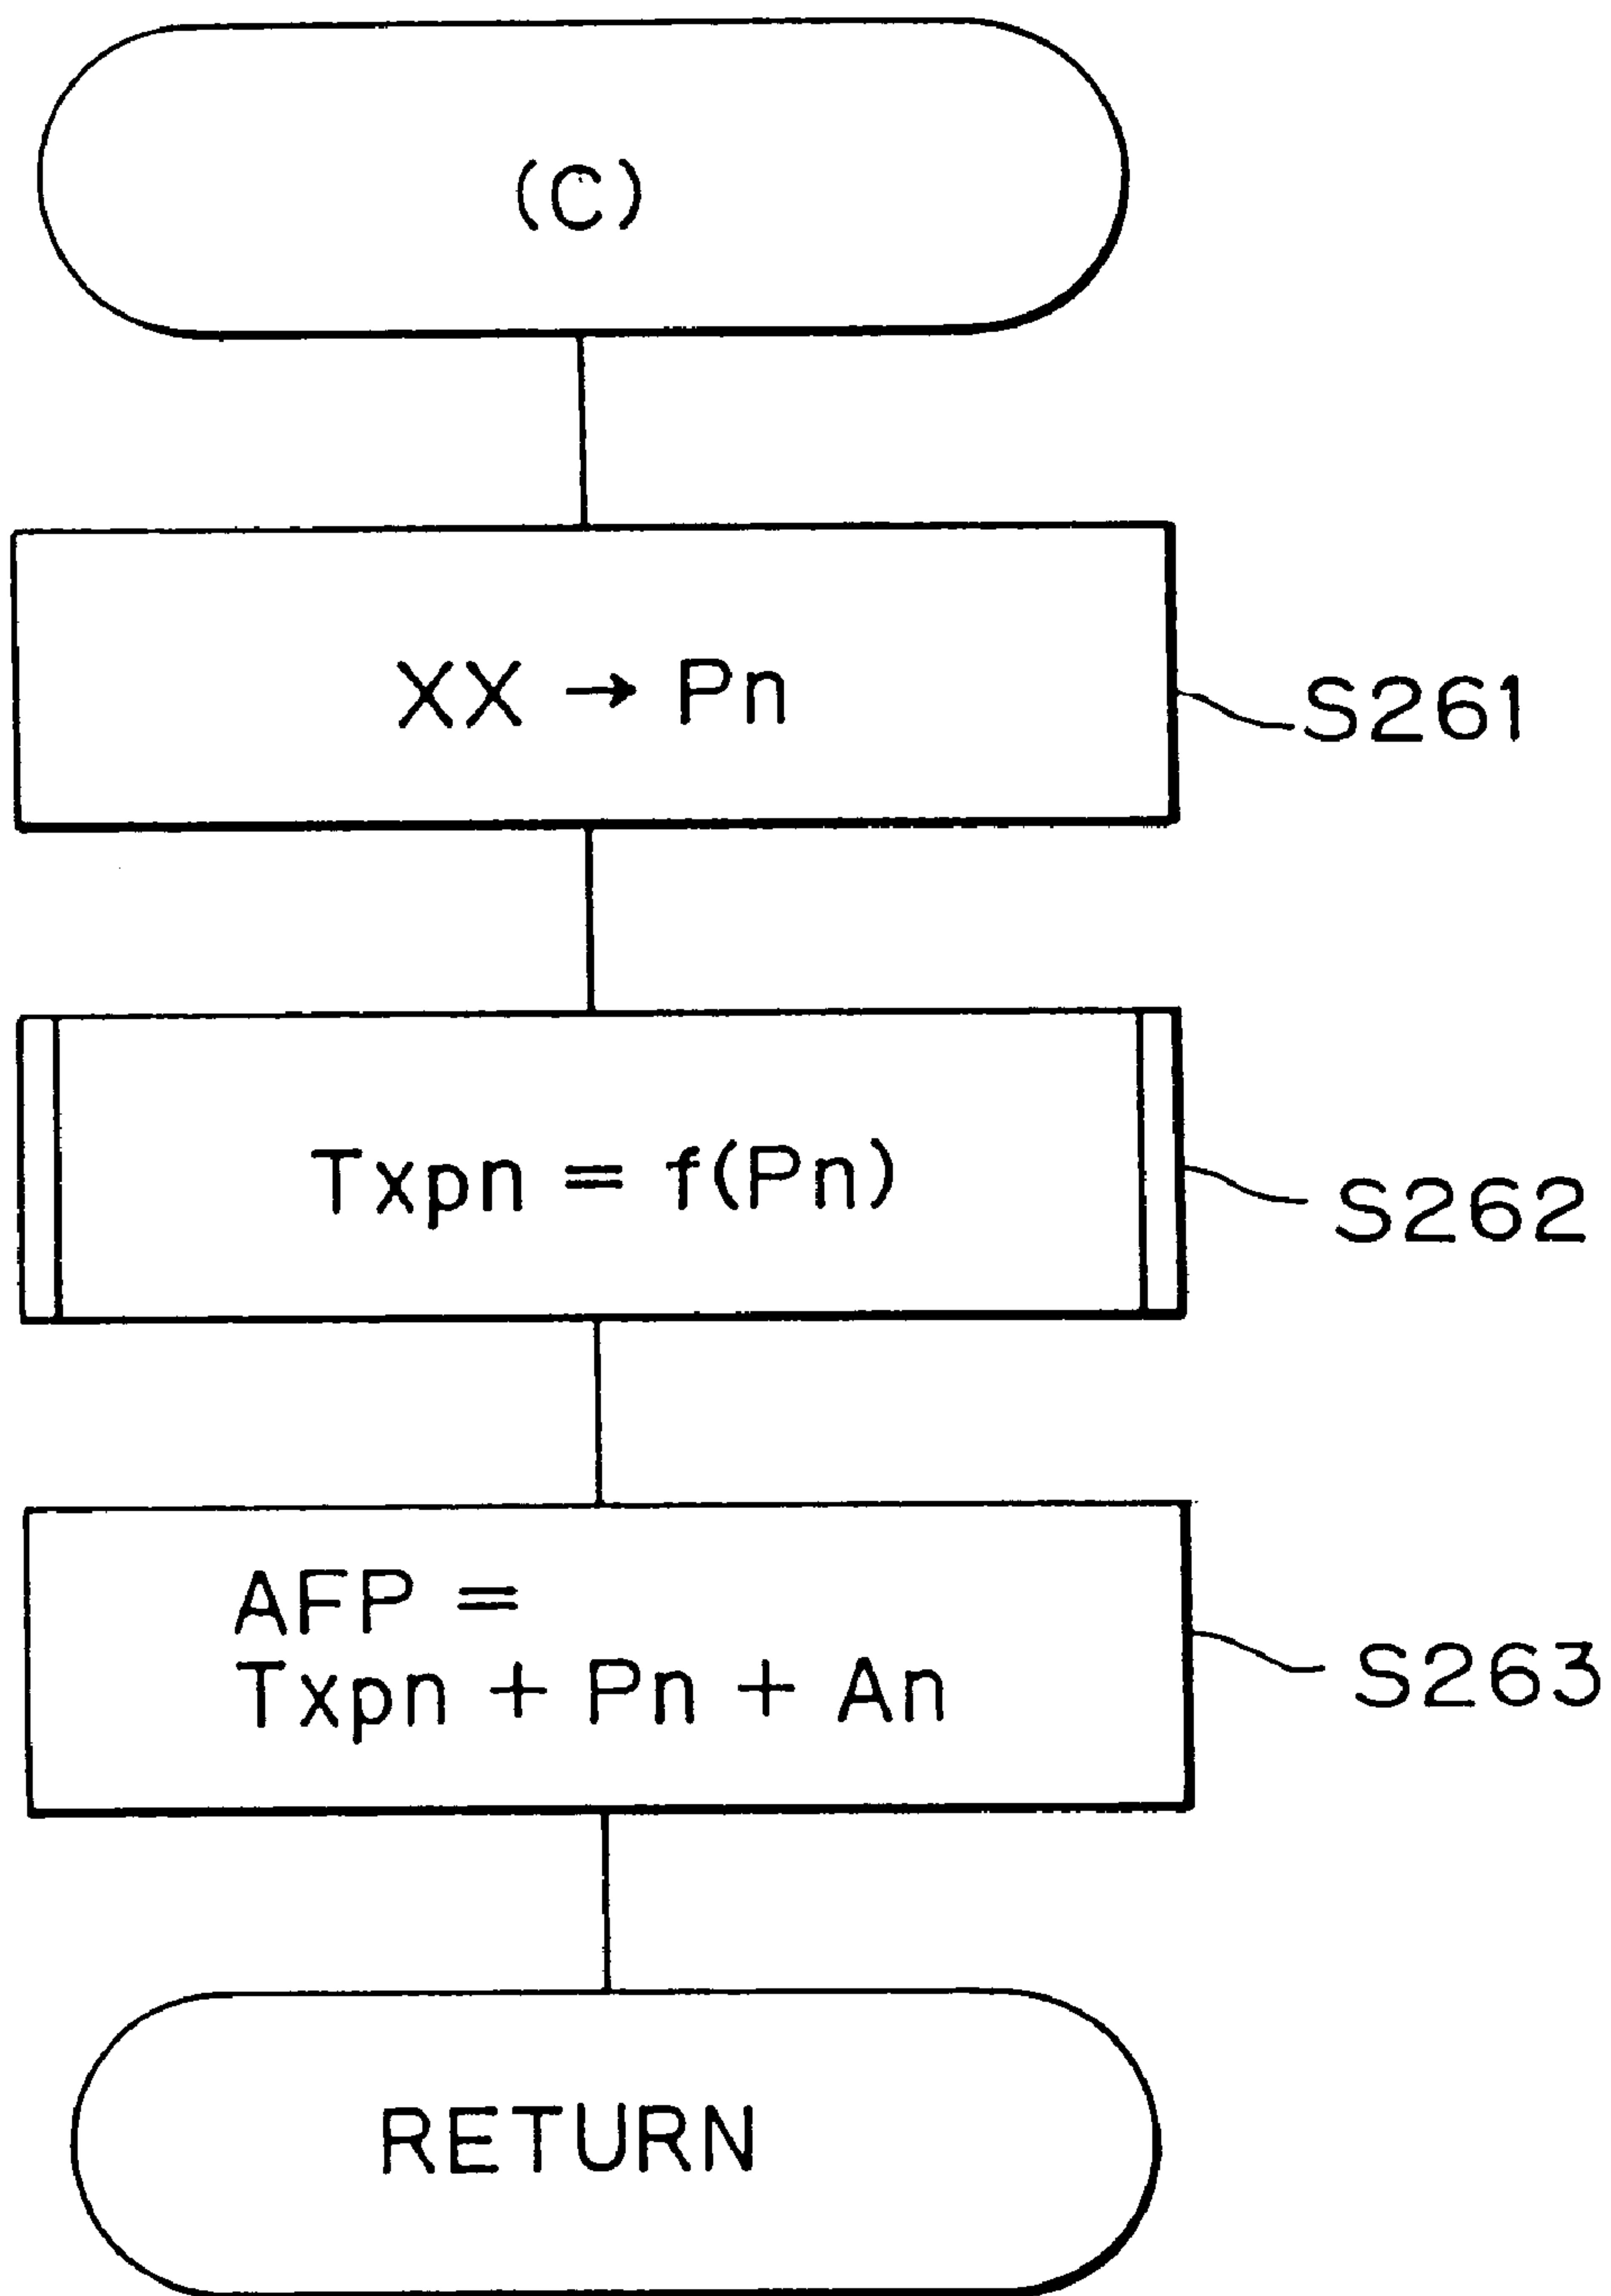 (C)
XX → Pn
S261
Txpn = f(Pn)
S262
AFP =
Txpn + Pn + An
S263
RETURN